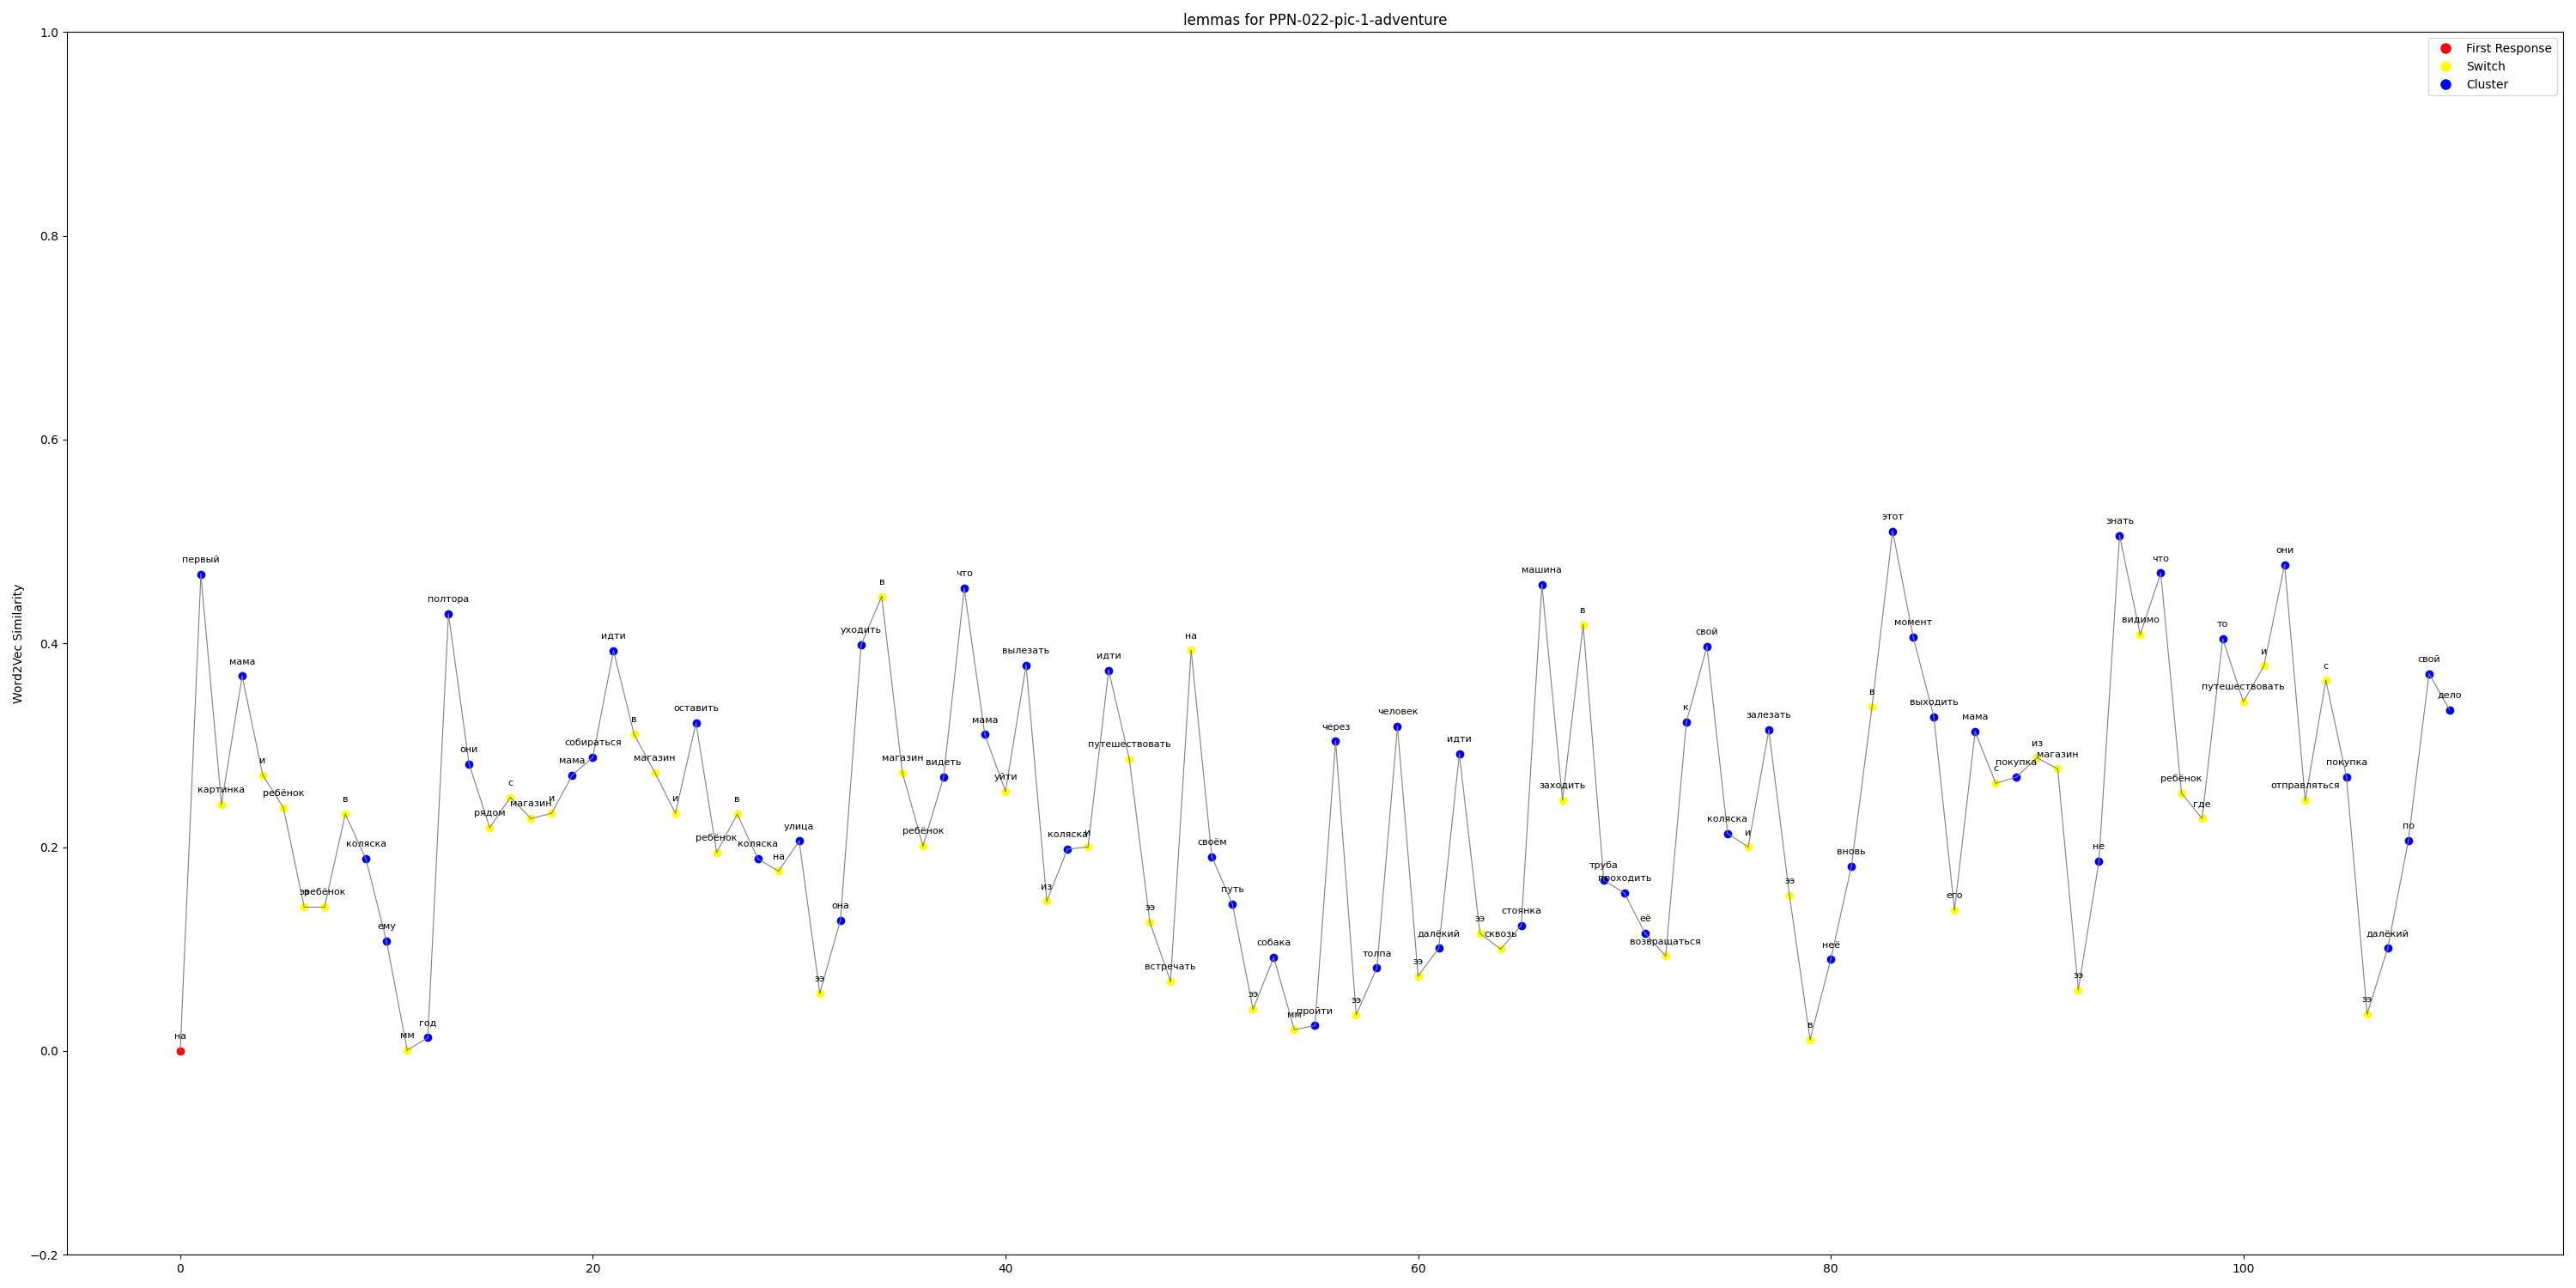 lemmas for PPN-022-pic-1-adventure
First Response
Switch
Cluster
Word2Vec Similarity
1.0
0.8
0.6
0.4
0.2
0.0
−0.2
0
20
40
60
80
100
на
первый
картинка
мама
и
ребёнок
ээ
ребёнок
в
коляска
ему
мм
год
полтора
они
рядом
с
магазин
и
мама
собираться
идти
в
магазин
и
оставить
ребёнок
в
коляска
на
улица
ээ
она
уходить
в
магазин
ребёнок
видеть
что
мама
уйти
вылезать
из
коляска
и
идти
путешествовать
ээ
встречать
на
своём
путь
ээ
собака
мм
пройти
через
ээ
толпа
человек
ээ
далёкий
идти
ээ
сквозь
стоянка
машина
заходить
в
труба
проходить
её
возвращаться
к
свой
коляска
и
залезать
ээ
в
неё
вновь
в
этот
момент
выходить
его
мама
с
покупка
из
магазин
ээ
не
знать
видимо
что
ребёнок
где
то
путешествовать
и
они
отправляться
с
покупка
ээ
далёкий
по
свой
дело